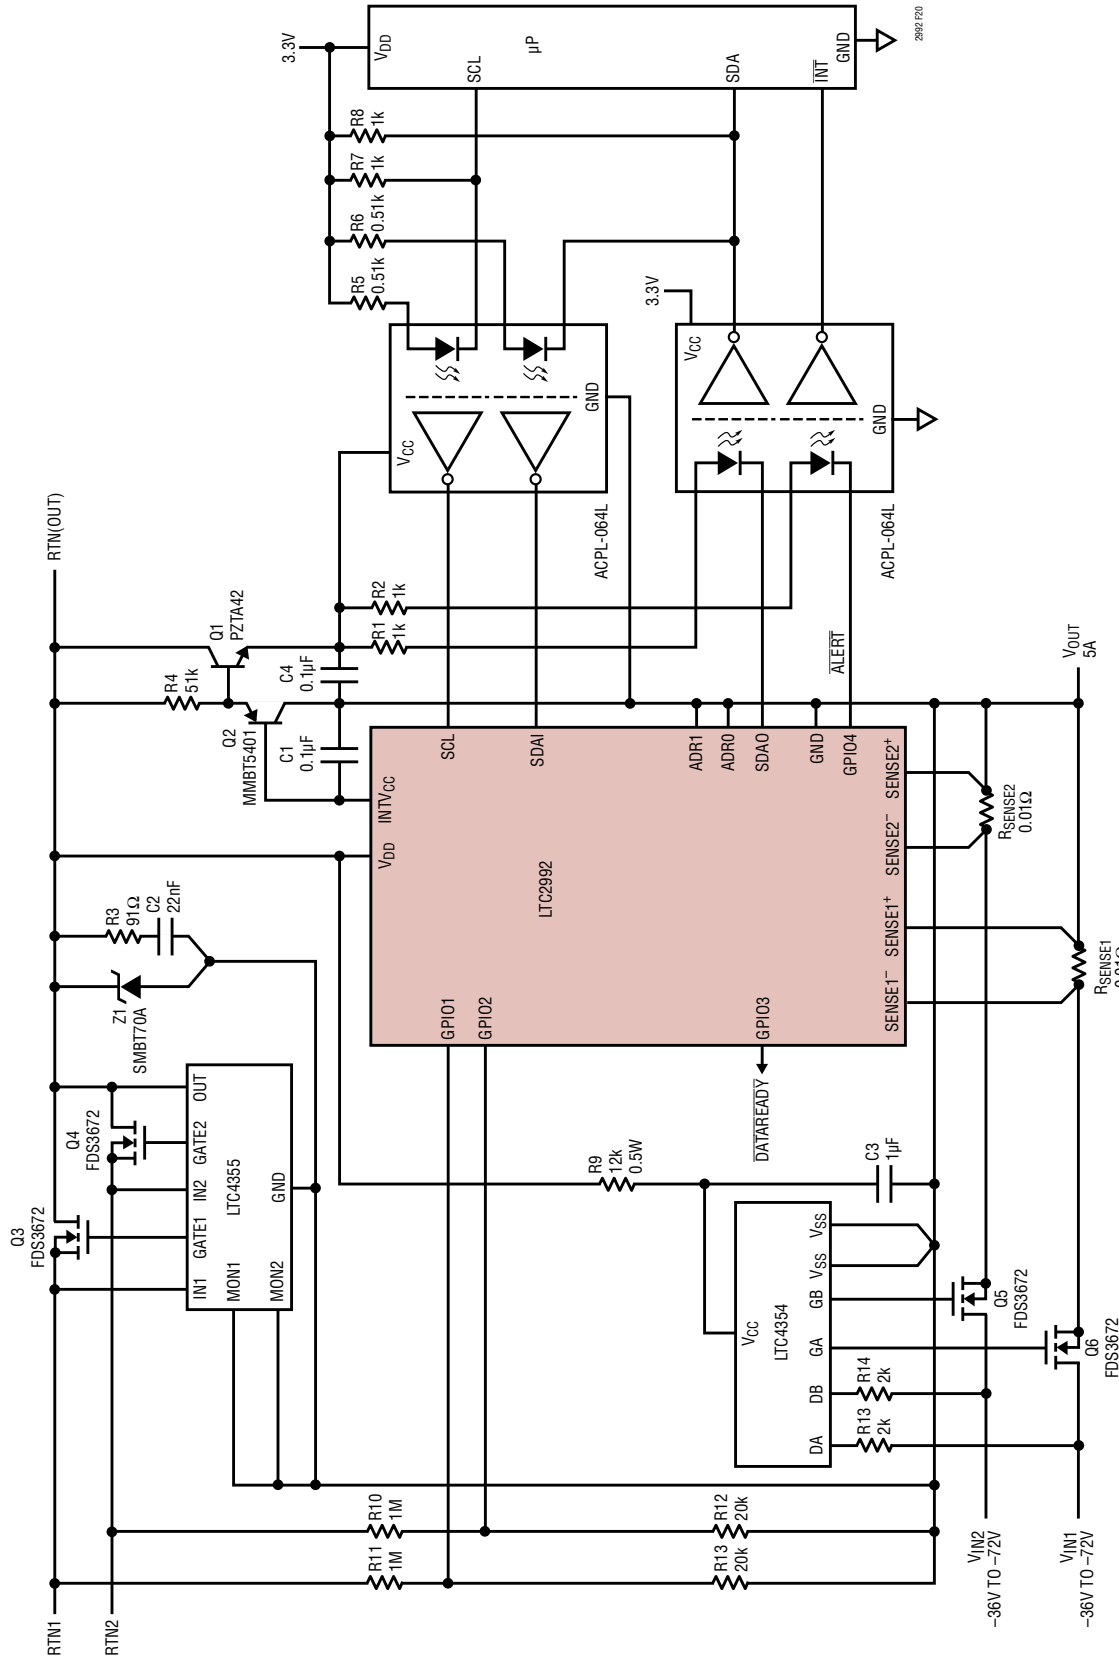 RTN1
RTN2
R11
1M
R10
1M
R13
20k
R12
20k
VIN2
–36V TO –72V
VIN1
–36V TO –72V
Q3
FDS3672
Q4
FDS3672
IN1
GATE1
IN2
GATE2
OUT
LTC4355
MON1
MON2
GND
Z1
SMBT70A
R3
91Ω
C2
22nF
R9
12k
0.5W
C3
1µF
VCC
LTC4354
DA
DB
GA
GB
VSS
VSS
R13
2k
R14
2k
Q5
FDS3672
Q6
FDS3672
GPIO1
GPIO2
GPIO3
DATAREADY
VDD
INTVCC
SCL
SDAI
LTC2992
ADR1
ADR0
SDAO
GND
GPIO4
SENSE1–
SENSE1+
SENSE2–
SENSE2+
RSENSE1
RSENSE2
0.01Ω
Q2
MMBT5401
C1
0.1µF
R4
51k
Q1
PZTA42
C4
0.1µF
RTN(OUT)
R1
1k
R2
1k
ALERT
VOUT
5A
VCC
GND
ACPL-064L
VCC
GND
ACPL-064L
3.3V
R5
0.51k
R6
0.51k
R7
1k
R8
1k
3.3V
VDD
SCL
µP
SDA
INT
GND
2992 F20